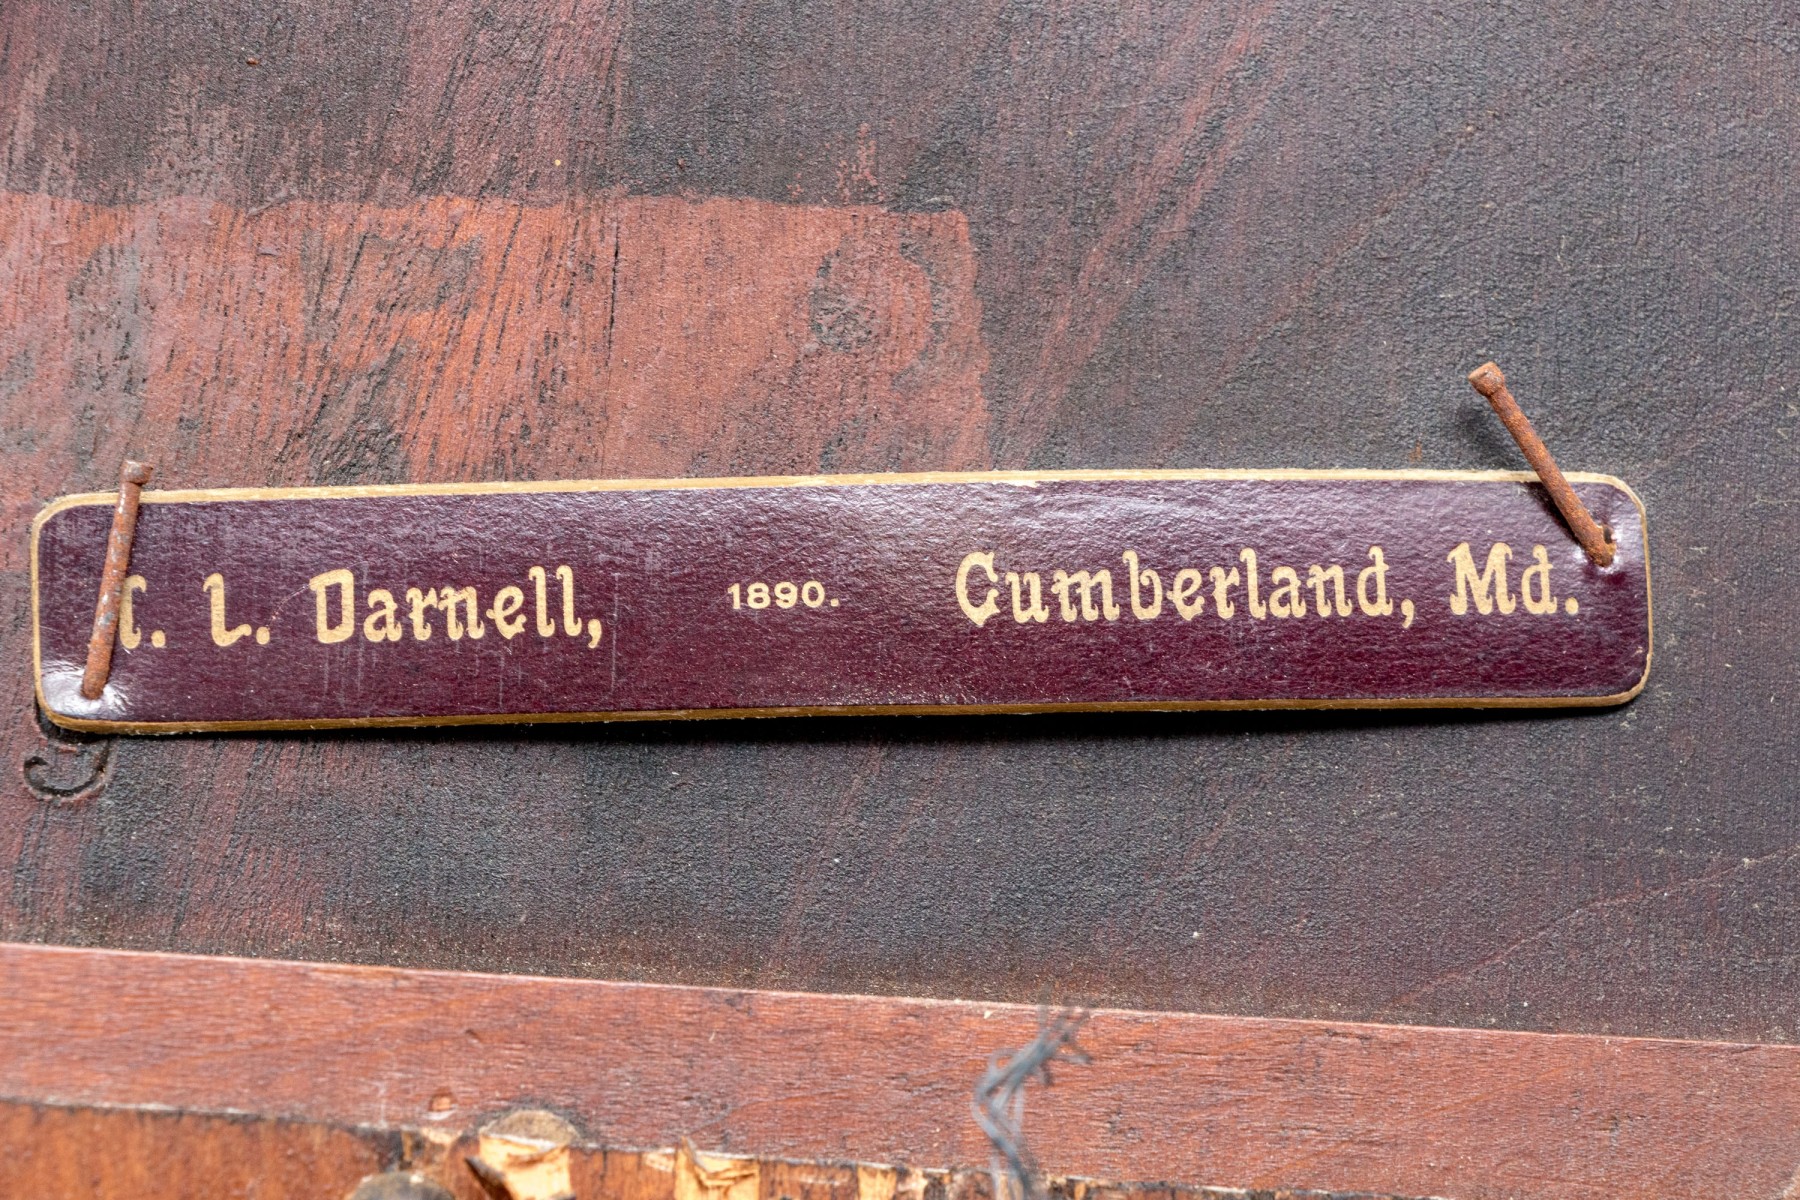 L. Darnell, 1890. Cumberland, Md.